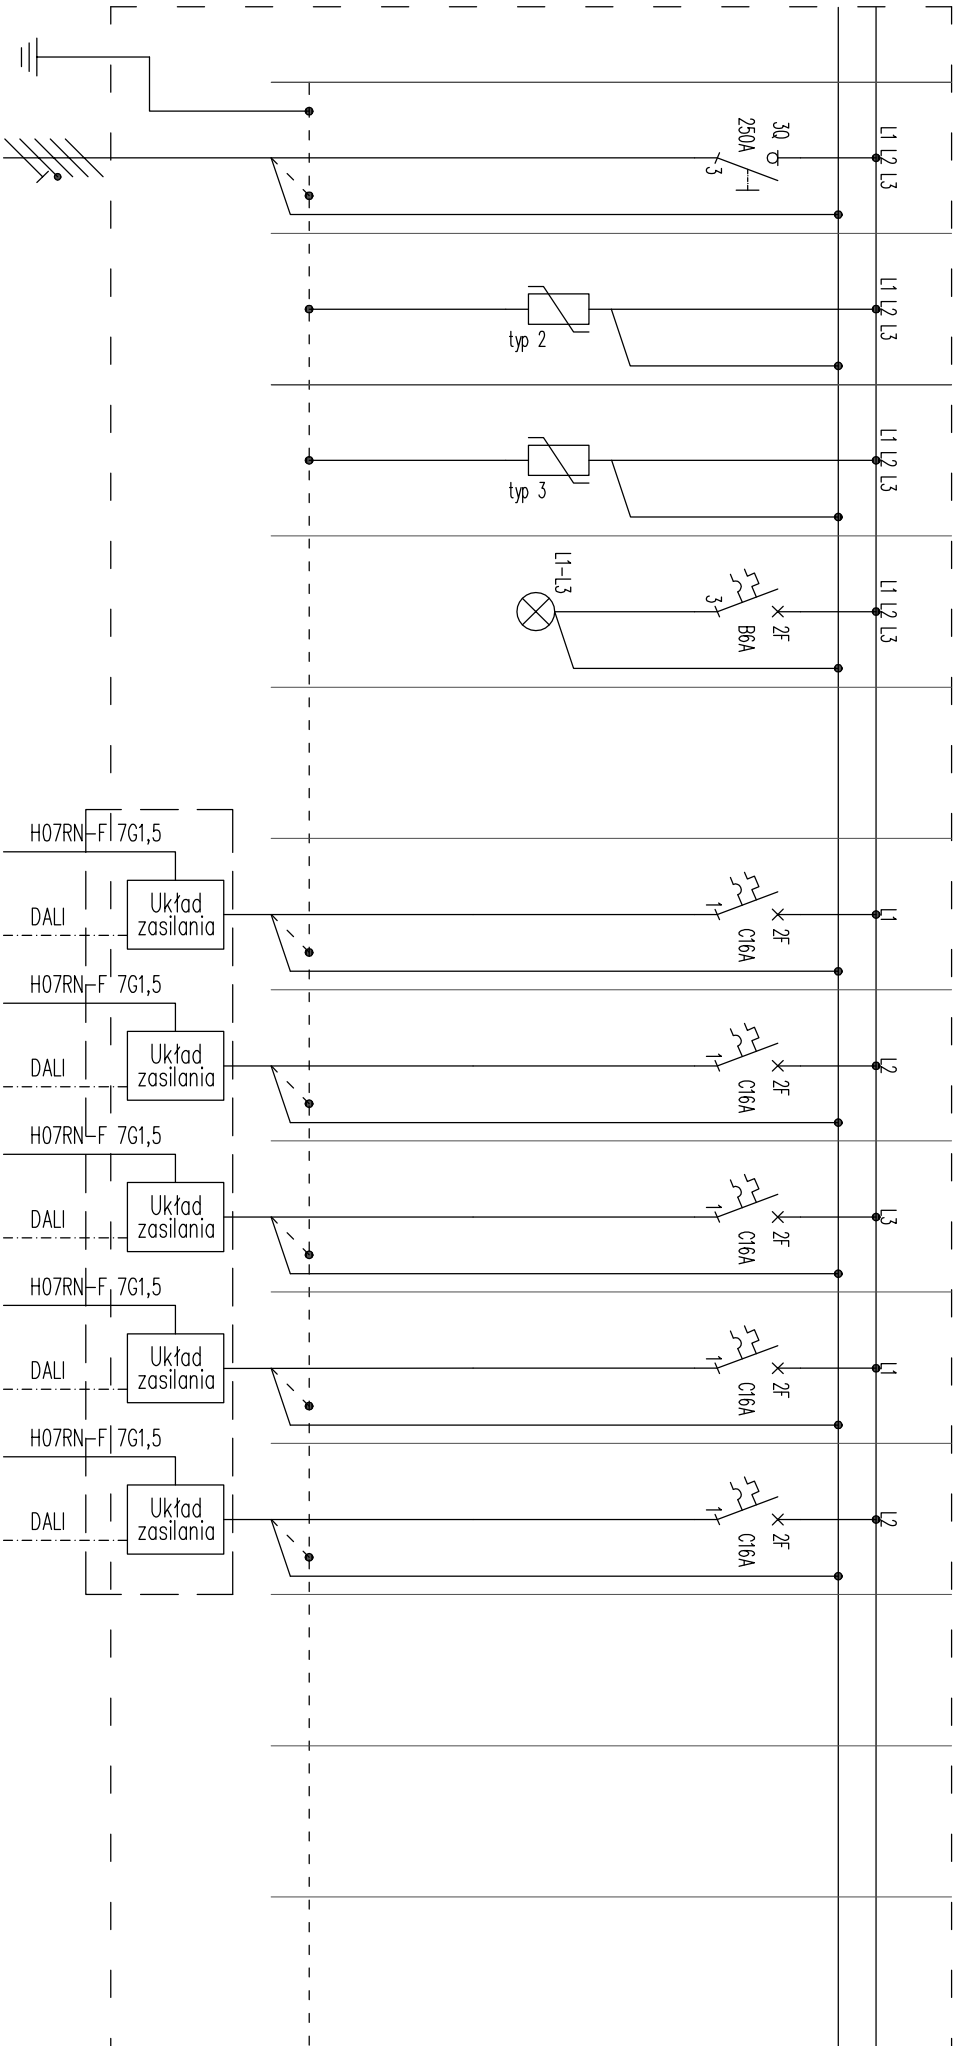 L1 L2 L3
3Q
250A
3
L1 L2 L3
typ 2
L1 L2 L3
typ 3
L1 L2 L3
L1-L3
2F
B6A
3
H07RN-F 7G1,5
Układ
zasilania
DALI
L1
2F
C16A
1
H07RN-F 7G1,5
Układ
zasilania
DALI
L2
2F
C16A
1
H07RN-F 7G1,5
Układ
zasilania
DALI
L3
2F
C16A
1
H07RN-F 7G1,5
Układ
zasilania
DALI
L1
2F
C16A
1
H07RN-F 7G1,5
Układ
zasilania
DALI
L2
2F
C16A
1